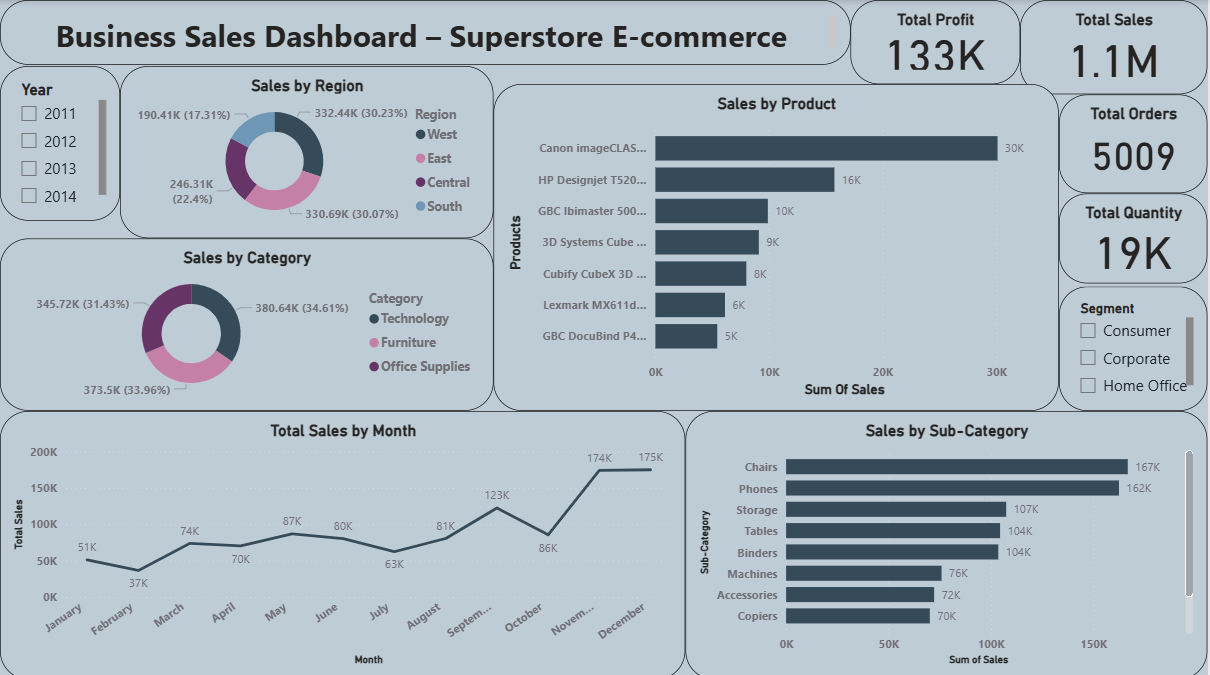 Business Sales Dashboard – Superstore E-commerce
Total Profit
133K
Total Sales
1.1M
Year
2011
2012
2013
2014
Sales by Region
190.41K (17.31%)
332.44K (30.23%)
246.31K
(22.4%)
330.69K (30.07%)
Region
West
East
Central
South
Sales by Product
Products
Canon imageCLAS... 30K
HP Designjet T520... 16K
GBC Ibimaster 500... 10K
3D Systems Cube ... 9K
Cubify CubeX 3D ... 8K
Lexmark MX611d... 6K
GBC DocuBind P4... 5K
0K 10K 20K 30K
Sum Of Sales
Total Orders
5009
Total Quantity
19K
Segment
Consumer
Corporate
Home Office
Sales by Category
345.72K (31.43%)
380.64K (34.61%)
373.5K (33.96%)
Category
Technology
Furniture
Office Supplies
Total Sales by Month
Total Sales
200K
150K
100K
50K
0K
51K
37K
74K
70K
87K
80K
63K
81K
123K
86K
174K
175K
January
February
March
April
May
June
July
August
Septem...
October
Novem...
December
Month
Sales by Sub-Category
Sub-Category
Chairs 167K
Phones 162K
Storage 107K
Tables 104K
Binders 104K
Machines 76K
Accessories 72K
Copiers 70K
0K 50K 100K 150K
Sum of Sales